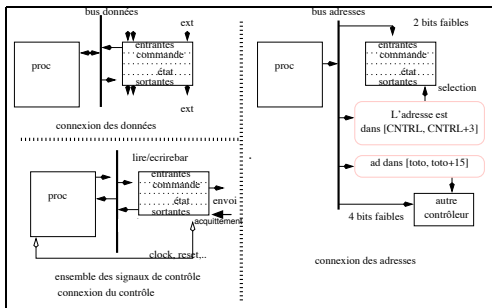 bus données
ext
ext
proc
entrantes
commande
état
sortantes
ext
connexion des données
lire/ecrirebar
proc
entrantes
commande
état
sortantes
envoi
acquittement
clock, reset,..
ensemble des signaux de contrôle
connexion du contrôle
bus adresses
2 bits faibles
proc
entrantes
commande
état
sortantes
selection
L'adresse est
dans [CNTRL, CNTRL+3]
ad dans [toto, toto+15]
autre
contrôleur
4 bits faibles
connexion des adresses